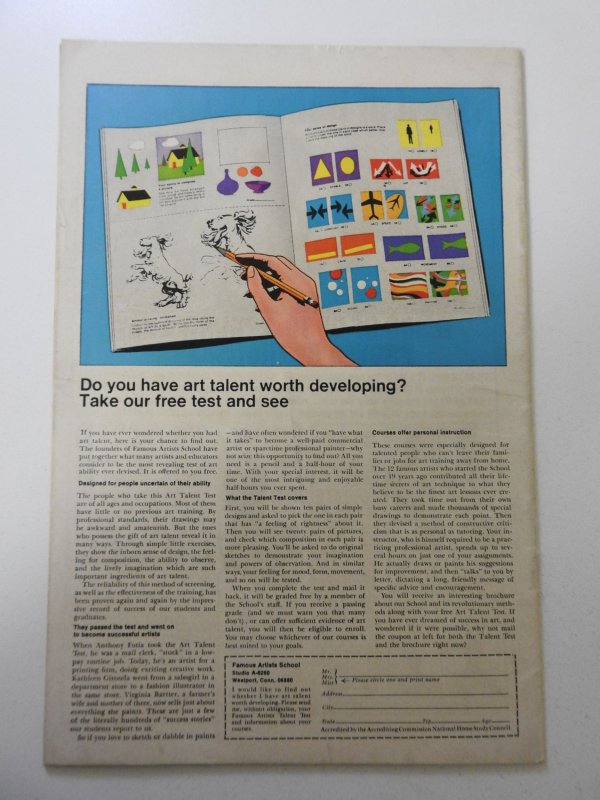 Do you have art talent worth developing?
Take our free test and see
If you have ever wondered whether you had
art talent, here is your chance to find out.
The founders of Famous Artists School have
put together what many artists and educators
consider to be the most revealing test of art
ability ever devised. It is offered to you free.
Designed for people uncertain of their ability
The people who take this Art Talent Test
are of all ages and occupations. Most of them
have little or no previous art training. By
professional standards, their drawings may
be awkward and amateurish. But the ones
who possess the gift of art talent reveal it in
many ways. Through simple little exercises,
they show the inborn sense of design, the feel-
ing for composition, the ability to observe,
and the lively imagination which are such
important ingredients of art talent.
The reliability of this method of screening,
as well as the effectiveness of the training, has
been proven again and again by the impres-
sive record of success of our students and
graduates.
They passed the test and went on
to become successful artists
When Anthony Futia took the Art Talent
Test, he was a mail clerk, "stuck" in a low-
pay routine job. Today, he's an artist for a
printing firm, doing exciting creative work.
Kathleen Gironda went from a salesgirl in a
department store to a fashion illustrator in
the same store. Virginia Bartter, a farmer's
wife and mother of three, now sells just about
everything she paints. These are just a few
of the literally hundreds of "success stories"
our students report to us.
So if you love to sketch or dabble in paints
—and have often wondered if you "have what
it takes" to become a well-paid commercial
artist or sparetime professional painter—why
not win this opportunity to find out? All you
need is a pencil and a half-hour of your
time. With your special interest, it will be
one of the most intriguing and enjoyable
half-hours you ever spent.
What the Talent Test covers
First, you will be shown ten pairs of simple
designs and asked to pick the one in each pair
that has "a feeling of rightness" about it.
Then you will see twenty pairs of pictures,
and check which composition in each pair is
more pleasing. You'll be asked to do original
sketches to demonstrate your imagination
and powers of observation. And in similar
ways, your feeling for mood, form, movement,
and so on will be tested.
When you complete the test and mail it
back, it will be graded free by a member of
the School's staff. If you receive a passing
grade (and we must warn you that many
don't), or can offer sufficient evidence of art
talent, you will then be eligible to enroll.
You may choose whichever of our courses is
best suited to your goals.
Courses offer personal instruction
These courses were especially designed for
talented people who can't leave their fami-
lies or jobs for art training away from home.
The 12 famous artists who started the School
over 19 years ago contributed all their life-
time secrets of art technique to what they
believe to be the finest art lessons ever cre-
ated. They took time out from their own
busy careers and made thousands of special
drawings to demonstrate each point. Then
they devised a method of constructive criti-
cism that is as personal as tutoring. Your in-
structor, who is himself required to be a prac-
ticing professional artist, spends up to sev-
eral hours on just one of your assignments.
He actually draws or paints his suggestions
for improvement, and then "talks" to you by
letter, dictating a long, friendly message of
specific advice and encouragement.
You will receive an interesting brochure
about our School and its revolutionary meth-
ods along with your free Art Talent Test. If
you have ever dreamed of success in art, and
wondered if it were possible, why not mail
the coupon at left for both the Talent Test
and the brochure right now?
Famous Artists School
Studio A-6260
Westport, Conn. 06880
I would like to find out
whether I have art talent
worth developing. Please send
me, without obligation, your
Famous Artists Talent Test
and information about your
courses.
Mr.
Mrs.
Miss
Please circle one and print name
Address
City
State Zip Age
Accredited by the Accrediting Commission National Home Study Council